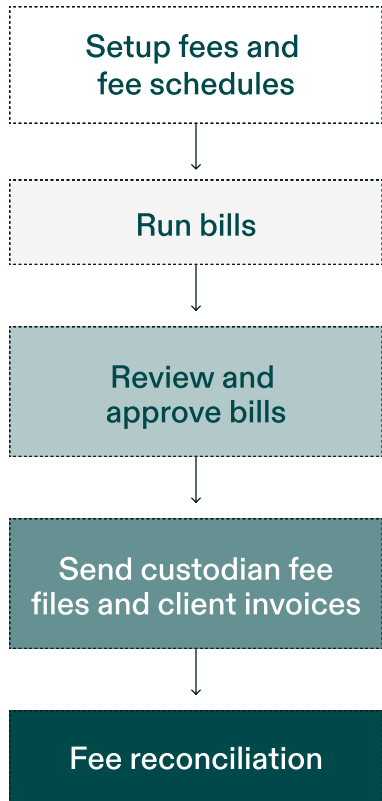 Setup fees and
fee schedules
Run bills
Review and
approve bills
Send custodian fee
files and client invoices
Fee reconciliation